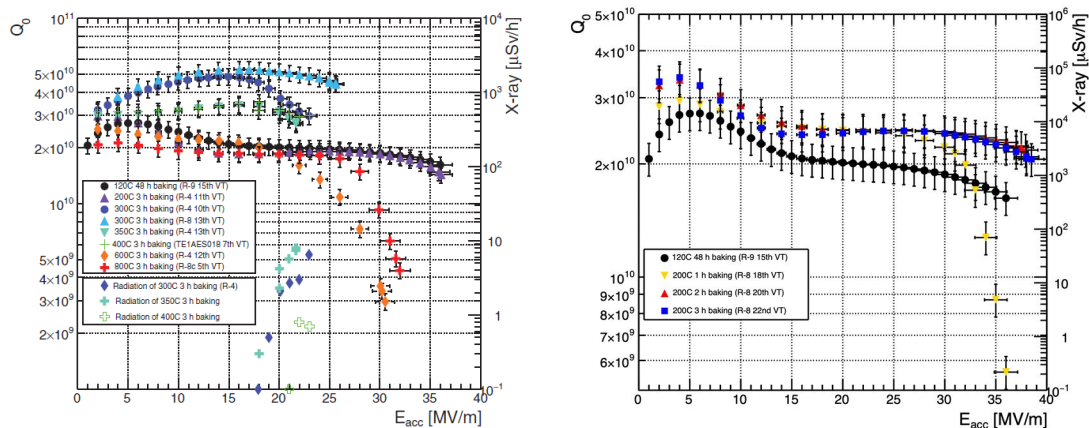 Q0
10^11
5×10^10
3×10^10
2×10^10
10^10
5×10^9
3×10^9
2×10^9
10^4
10^3
10^2
10
1
10^-1
X-ray [μSv/h]
120C 48 h baking (R-9 15th VT)
200C 3 h baking (R-4 11th VT)
300C 3 h baking (R-4 10th VT)
300C 3 h baking (R-8 13th VT)
350C 3 h baking (R-4 13th VT)
400C 3 h baking (TE1AES018 7th VT)
600C 3 h baking (R-4 12th VT)
800C 3 h baking (R-8c 5th VT)
Radiation of 300C 3 h baking (R-4)
Radiation of 350C 3 h baking
Radiation of 400C 3 h baking
0 5 10 15 20 25 30 35 40
Eacc [MV/m]
Q0
5×10^10
4×10^10
3×10^10
2×10^10
10^10
9×10^9
8×10^9
7×10^9
6×10^9
10^6
10^5
10^4
10^3
10^2
10
1
10^-1
X-ray [μSv/h]
120C 48 h baking (R-9 15th VT)
200C 1 h baking (R-8 18th VT)
200C 2 h baking (R-8 20th VT)
200C 3 h baking (R-8 22nd VT)
0 5 10 15 20 25 30 35 40
Eacc [MV/m]